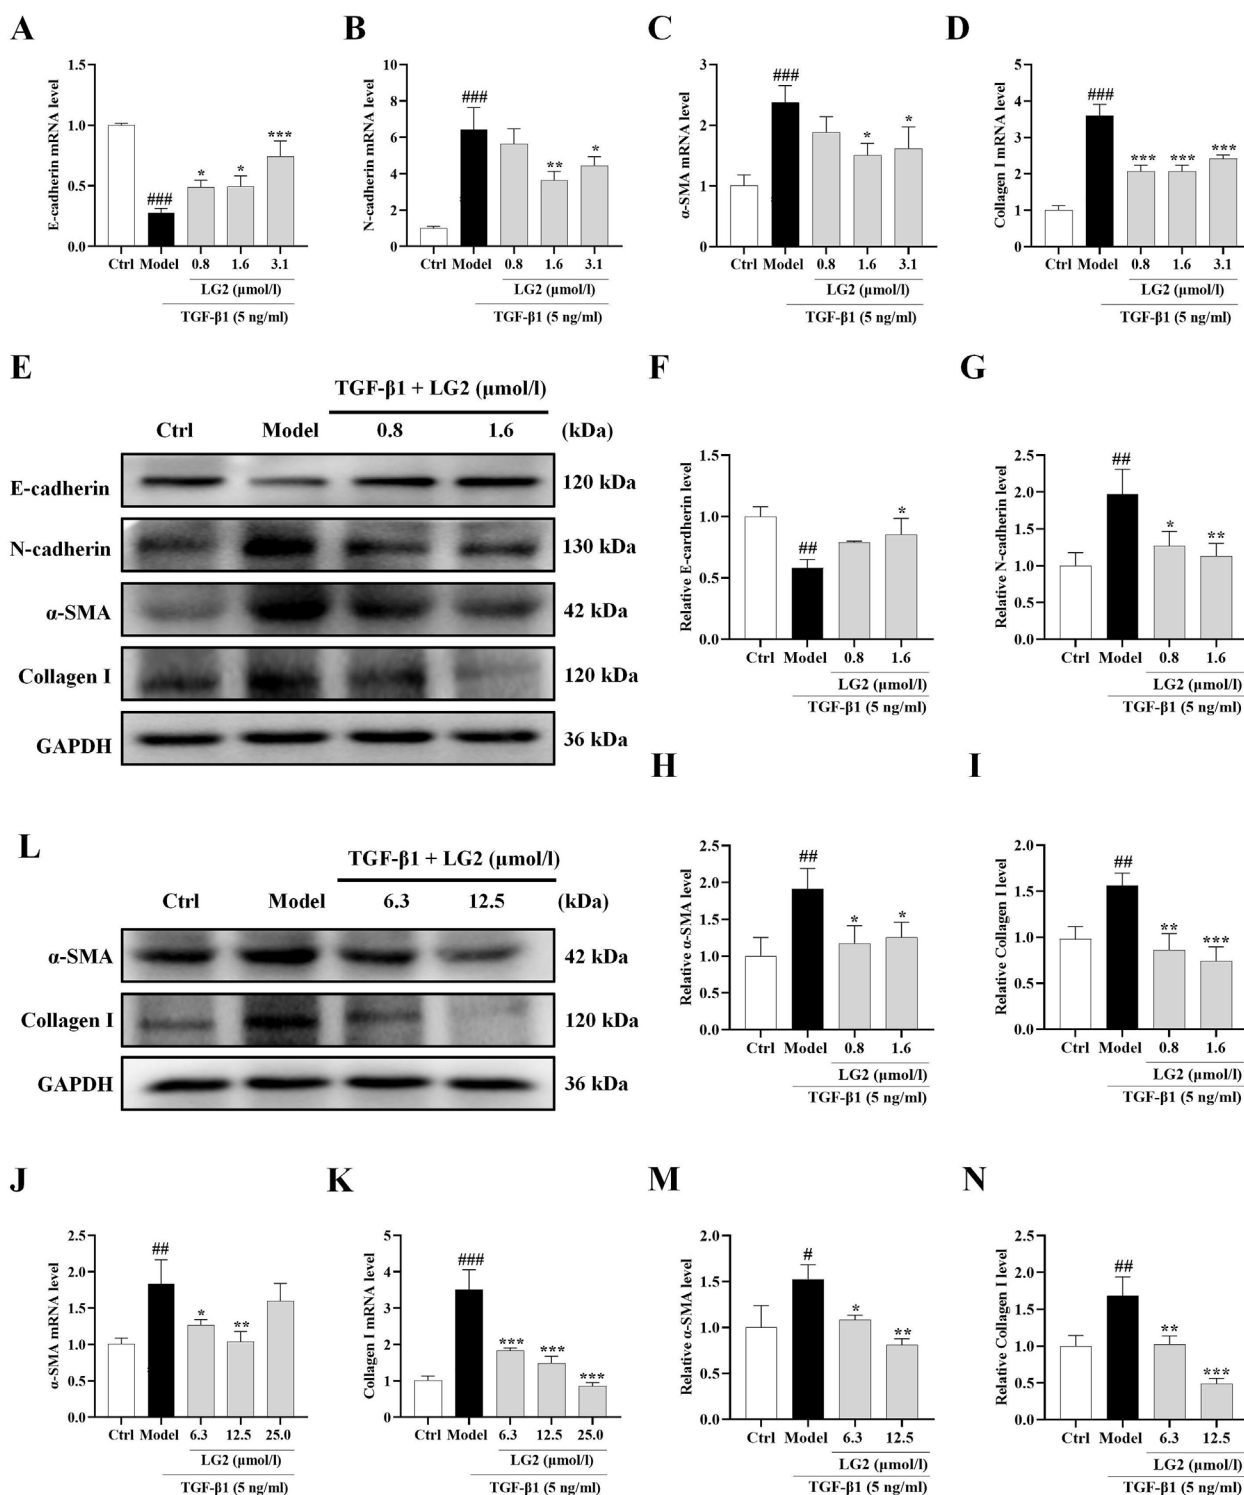 A
E-cadherin mRNA level
1.5
1.0
0.5
0.0
###
*
*
***
Ctrl Model 0.8 1.6 3.1
LG2 (μmol/l)
TGF-β1 (5 ng/ml)
B
N-cadherin mRNA level
10
8
6
4
2
0
###
**
*
Ctrl Model 0.8 1.6 3.1
LG2 (μmol/l)
TGF-β1 (5 ng/ml)
C
α-SMA mRNA level
3
2
1
0
###
*
*
Ctrl Model 0.8 1.6 3.1
LG2 (μmol/l)
TGF-β1 (5 ng/ml)
D
Collagen I mRNA level
5
4
3
2
1
0
###
***
***
***
Ctrl Model 0.8 1.6 3.1
LG2 (μmol/l)
TGF-β1 (5 ng/ml)
E
TGF-β1 + LG2 (μmol/l)
Ctrl Model 0.8 1.6 (kDa)
E-cadherin 120 kDa
N-cadherin 130 kDa
α-SMA 42 kDa
Collagen I 120 kDa
GAPDH 36 kDa
F
Relative E-cardherin level
1.5
1.0
0.5
0.0
##
*
Ctrl Model 0.8 1.6
LG2 (μmol/l)
TGF-β1 (5 ng/ml)
G
Relative N-cadherin level
2.5
2.0
1.5
1.0
0.5
0.0
##
*
**
Ctrl Model 0.8 1.6
LG2 (μmol/l)
TGF-β1 (5 ng/ml)
H
Relative α-SMA level
2.5
2.0
1.5
1.0
0.5
0.0
##
*
*
Ctrl Model 0.8 1.6
LG2 (μmol/l)
TGF-β1 (5 ng/ml)
I
Relative Collagen I level
2.0
1.5
1.0
0.5
0.0
##
**
***
Ctrl Model 0.8 1.6
LG2 (μmol/l)
TGF-β1 (5 ng/ml)
L
TGF-β1 + LG2 (μmol/l)
Ctrl Model 6.3 12.5 (kDa)
α-SMA 42 kDa
Collagen I 120 kDa
GAPDH 36 kDa
J
α-SMA mRNA level
2.5
2.0
1.5
1.0
0.5
0.0
##
*
**
Ctrl Model 6.3 12.5 25.0
LG2 (μmol/l)
TGF-β1 (5 ng/ml)
K
Collagen I mRNA level
5
4
3
2
1
0
###
***
***
***
Ctrl Model 6.3 12.5 25.0
LG2 (μmol/l)
TGF-β1 (5 ng/ml)
M
Relative α-SMA level
2.0
1.5
1.0
0.5
0.0
#
*
**
Ctrl Model 6.3 12.5
LG2 (μmol/l)
TGF-β1 (5 ng/ml)
N
Relative Collagen I level
2.5
2.0
1.5
1.0
0.5
0.0
##
**
***
Ctrl Model 6.3 12.5
LG2 (μmol/l)
TGF-β1 (5 ng/ml)